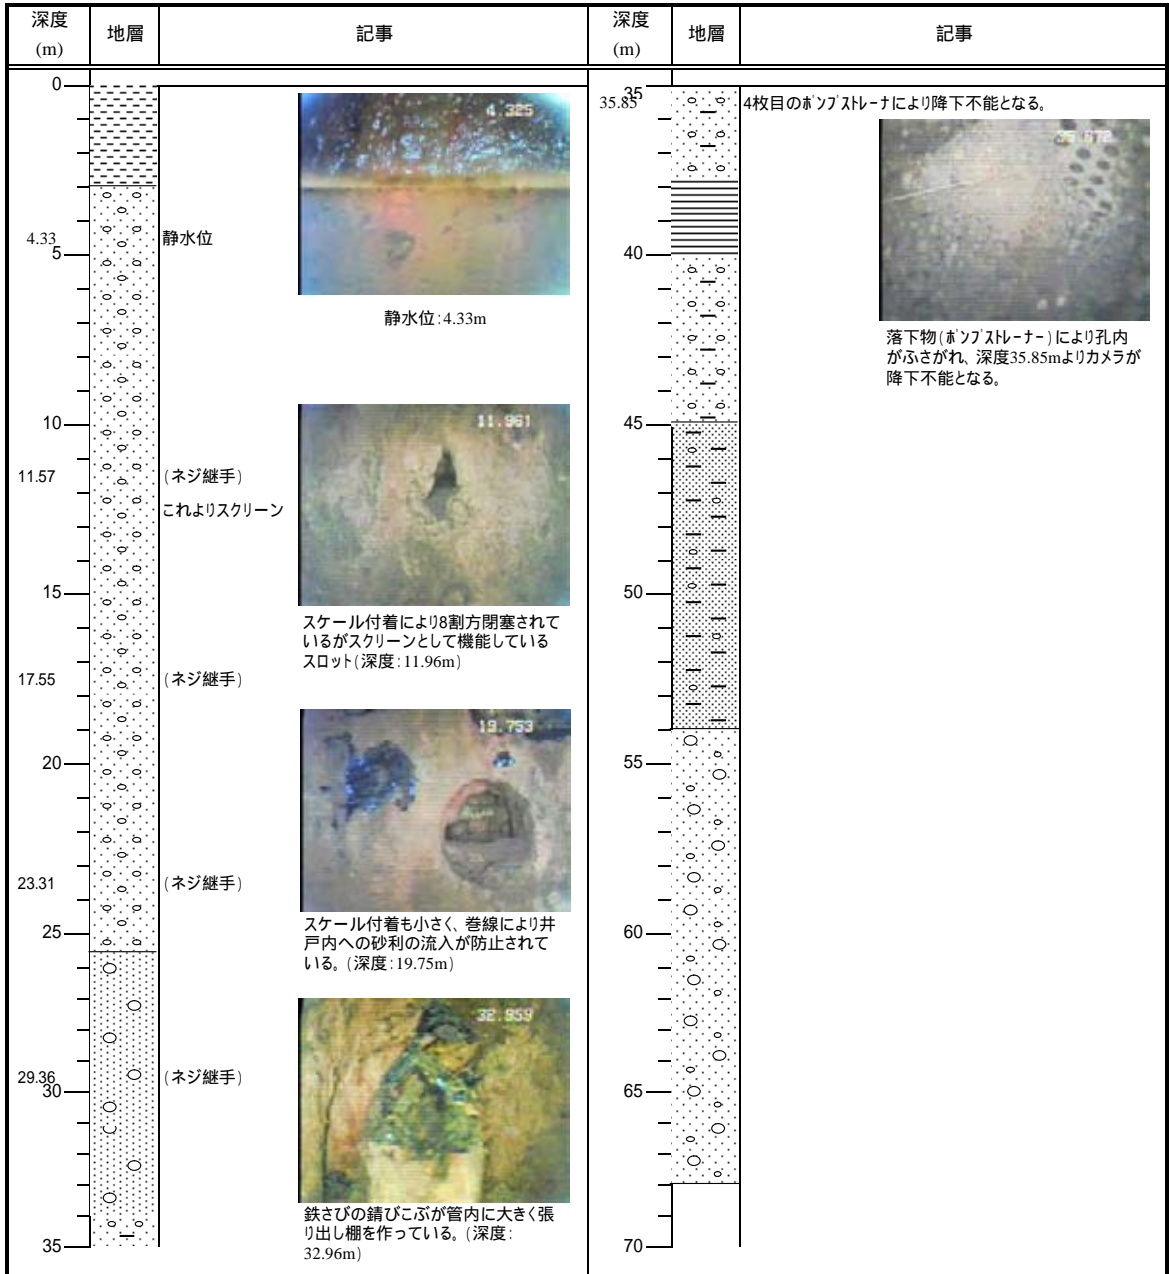 深度
(m)
地層
記事
0
4.325
4.33
静水位
5
静水位:4.33m
10
11.961
11.57
(ネジ継手)
これよりスクリーン
15
スケール付着により8割方閉塞されて
いるがスクリーンとして機能している
スロット(深度:11.96m)
17.55
(ネジ継手)
19.753
20
23.31
(ネジ継手)
スケール付着も小さく、巻線により井
戸内への砂利の流入が防止されて
いる。(深度:19.75m)
25
32.959
29.36
(ネジ継手)
30
鉄さびの錆びこぶが管内に大きく張
り出し棚を作っている。(深度:
32.96m)
35
深度
(m)
地層
記事
35
35.85
4枚目のポンプストレーナにより降下不能となる。
40
落下物(ポンプストレーナー)により孔内
がふさがれ、深度35.85mよりカメラが
降下不能となる。
45
50
55
60
65
70